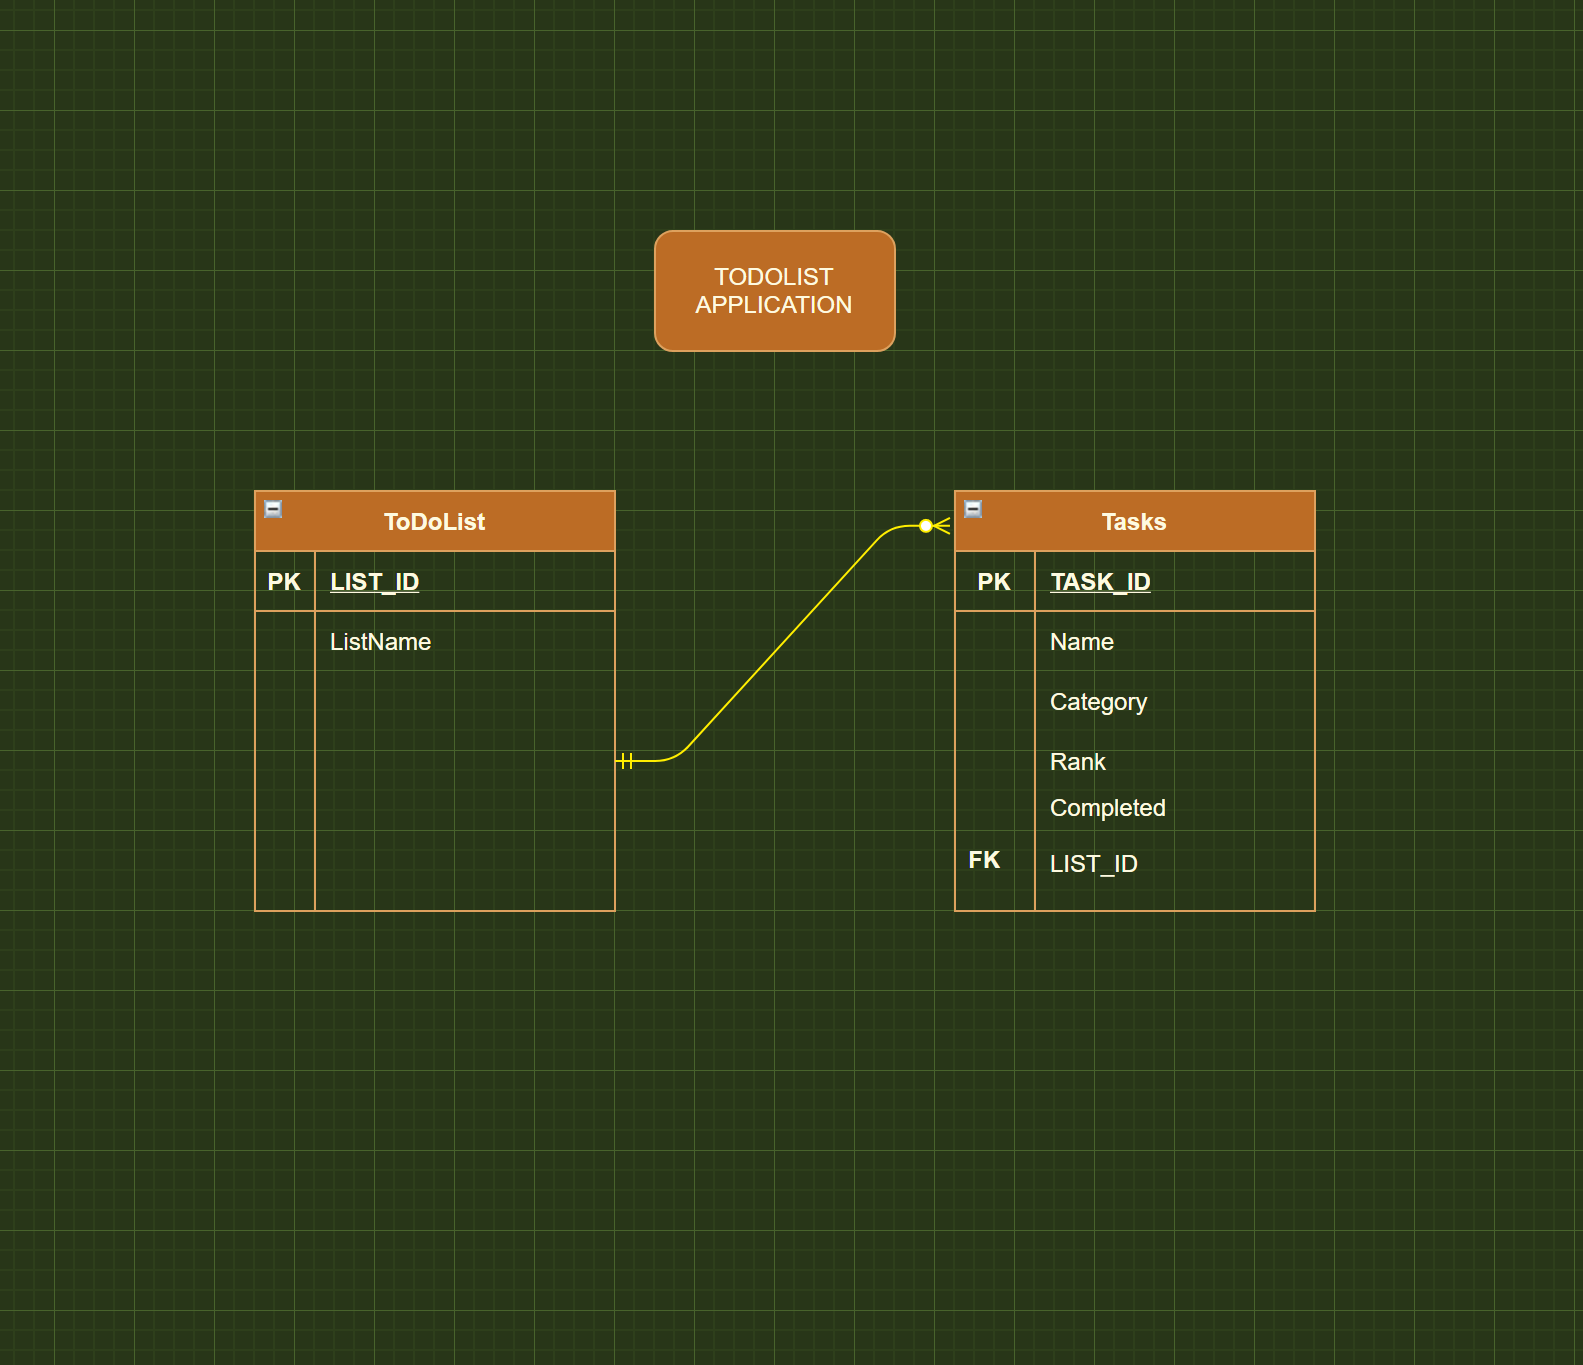 TODOLIST
APPLICATION
ToDoList
PK LIST_ID
ListName
Tasks
PK TASK_ID
Name
Category
Rank
Completed
FK LIST_ID